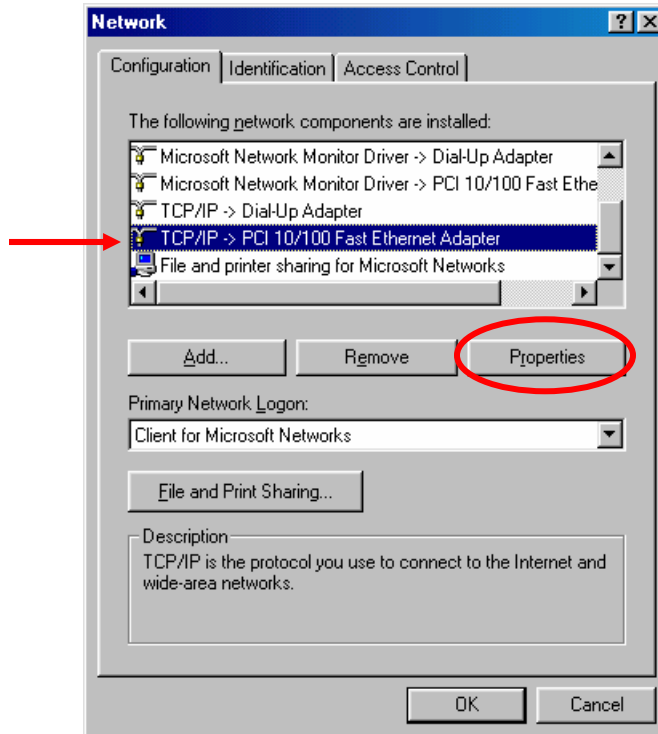 Network
Configuration Identification Access Control
The following network components are installed:
Microsoft Network Monitor Driver -> Dial-Up Adapter
Microsoft Network Monitor Driver -> PCI 10/100 Fast Ethe
TCP/IP -> Dial-Up Adapter
TCP/IP -> PCI 10/100 Fast Ethernet Adapter
File and printer sharing for Microsoft Networks
Add... Remove Properties
Primary Network Logon:
Client for Microsoft Networks
File and Print Sharing...
Description
TCP/IP is the protocol you use to connect to the Internet and
wide-area networks.
OK Cancel